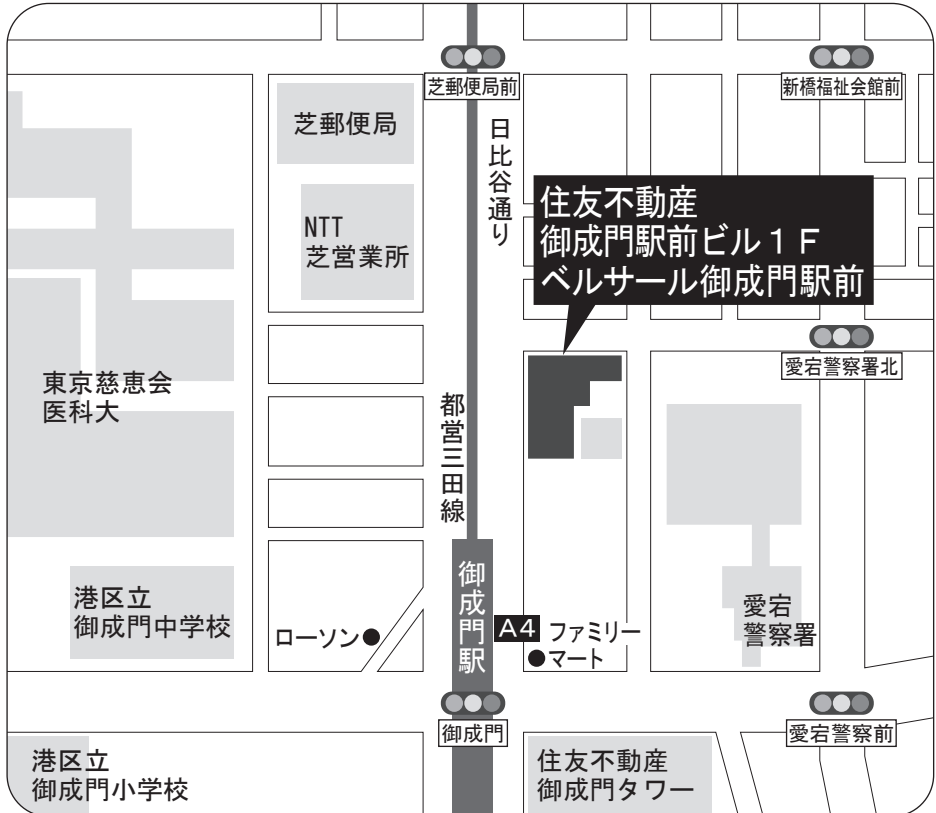 芝郵便局前
新橋福祉会館前
芝郵便局
日比谷通り
NTT
芝営業所
住友不動産
御成門駅前ビル1F
ベルサール御成門駅前
愛宕警察署北
東京慈恵会
医科大
都営三田線
御成門駅
港区立
御成門中学校
ローソン
A4
ファミリー
マート
愛宕
警察署
御成門
愛宕警察前
港区立
御成門小学校
住友不動産
御成門タワー